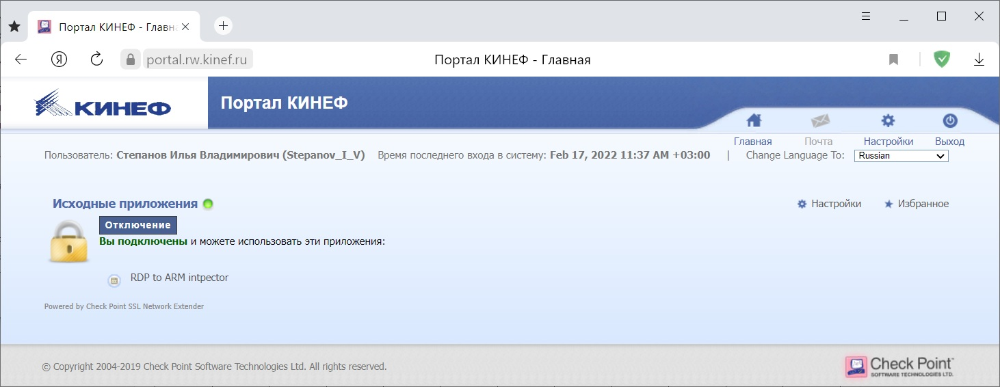 Портал КИНЕФ - Главна
Я
portal.rw.kinef.ru
Портал КИНЕФ - Главная
КИНЕФ
Портал КИНЕФ
Главная Почта Настройки Выход
Пользователь: Степанов Илья Владимирович (Stepanov_I_V) Время последнего входа в систему: Feb 17, 2022 11:37 AM +03:00 | Change Language To: Russian
Исходные приложения Настройки Избранное
Отключение
Вы подключены и можете использовать эти приложения:
RDP to ARM intpector
Powered by Check Point SSL Network Extender
© Copyright 2004-2019 Check Point Software Technologies Ltd. All rights reserved.
Check Point
SOFTWARE TECHNOLOGIES LTD.